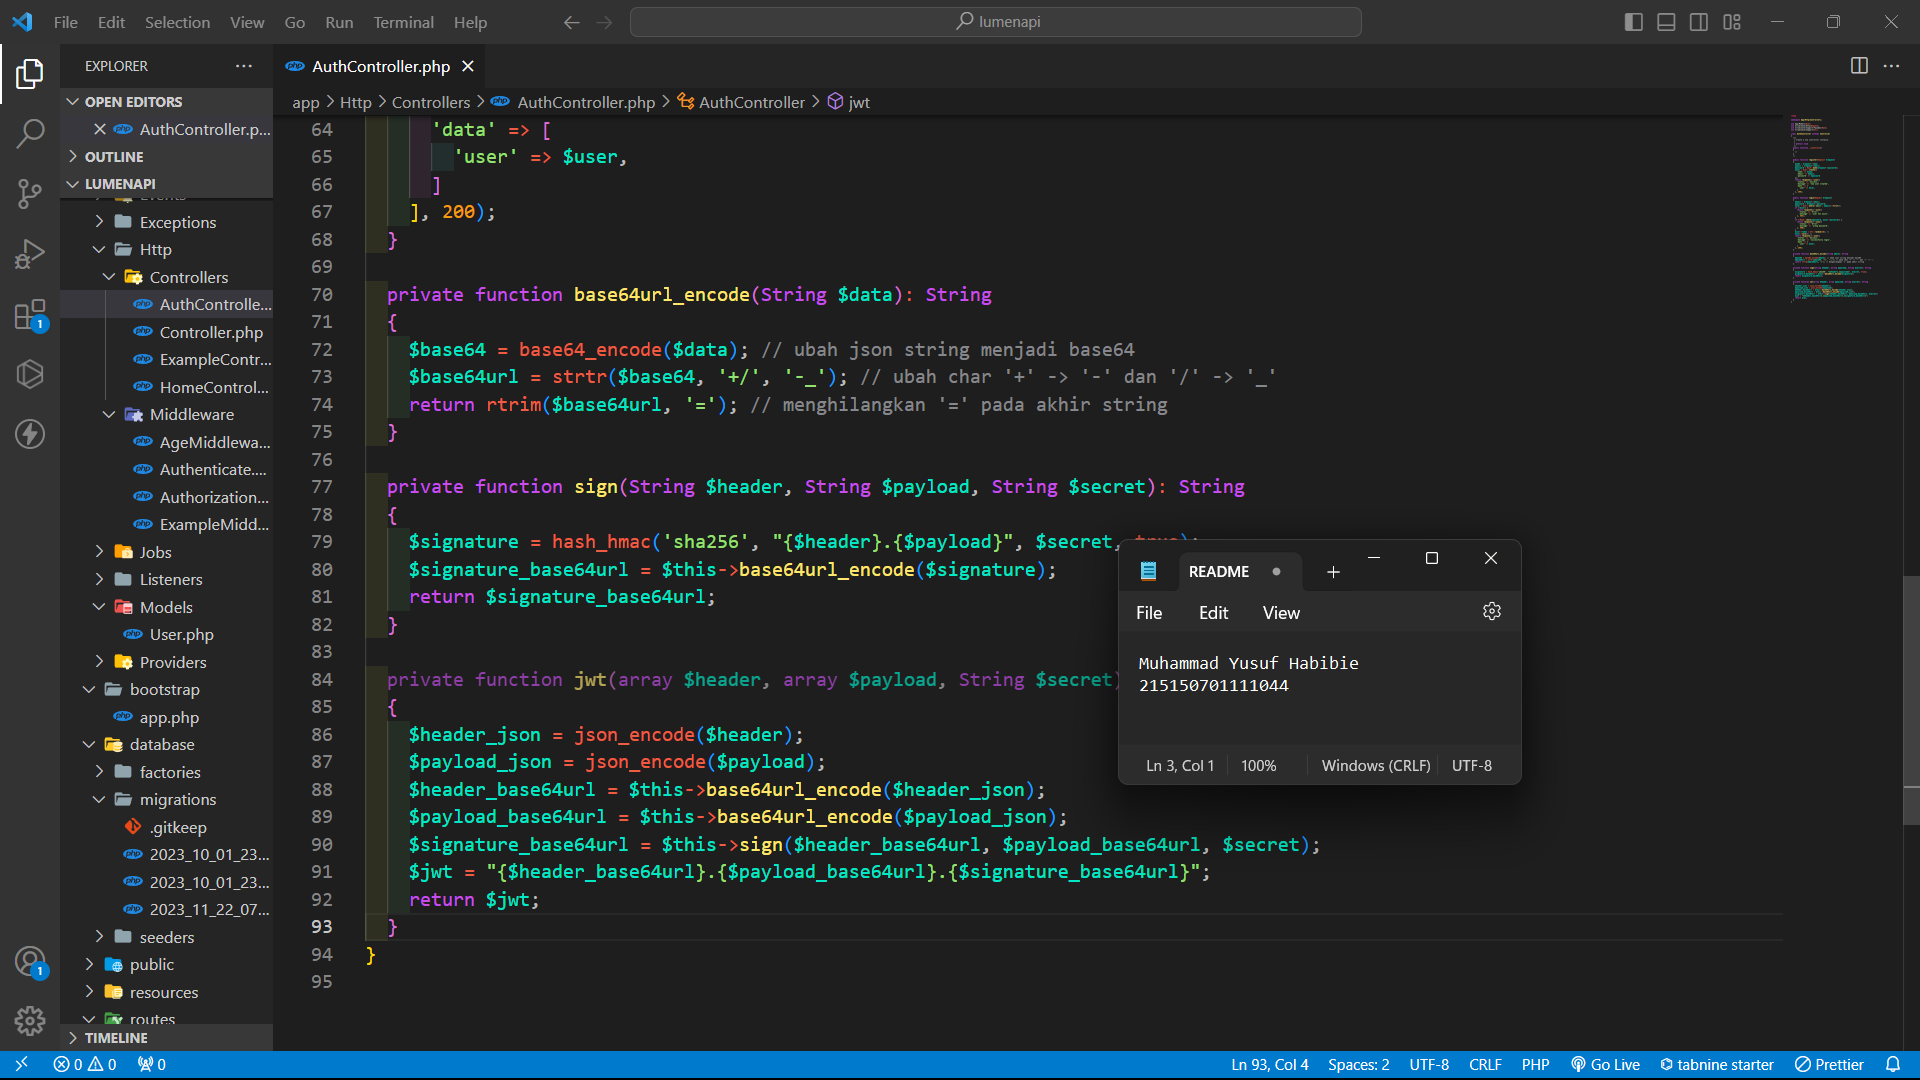 File Edit Selection View Go Run Terminal Help
lumenapi
EXPLORER
OPEN EDITORS
AuthController.p...
OUTLINE
LUMENAPI
Events
Exceptions
Http
Controllers
AuthControlle...
Controller.php
ExampleContr...
HomeControl...
Middleware
AgeMiddlewa...
Authenticate....
Authorization...
ExampleMidd...
Jobs
Listeners
Models
User.php
Providers
bootstrap
app.php
database
factories
migrations
.gitkeep
2023_10_01_23...
2023_10_01_23...
2023_11_22_07...
seeders
public
resources
routes
TIMELINE
1
1
AuthController.php
app > Http > Controllers > AuthController.php > AuthController > jwt
64 'data' => [
65 'user' => $user,
66 ]
67 ], 200);
68 }
69
70 private function base64url_encode(String $data): String
71 {
72 $base64 = base64_encode($data); // ubah json string menjadi base64
73 $base64url = strtr($base64, '+/', '-_'); // ubah char '+' -> '-' dan '/' -> '_'
74 return rtrim($base64url, '='); // menghilangkan '=' pada akhir string
75 }
76
77 private function sign(String $header, String $payload, String $secret): String
78 {
79 $signature = hash_hmac('sha256', "{$header}.{$payload}", $secret, true);
80 $signature_base64url = $this->base64url_encode($signature);
81 return $signature_base64url;
82 }
83
84 private function jwt(array $header, array $payload, String $secret)
85 {
86 $header_json = json_encode($header);
87 $payload_json = json_encode($payload);
88 $header_base64url = $this->base64url_encode($header_json);
89 $payload_base64url = $this->base64url_encode($payload_json);
90 $signature_base64url = $this->sign($header_base64url, $payload_base64url, $secret);
91 $jwt = "{$header_base64url}.{$payload_base64url}.{$signature_base64url}";
92 return $jwt;
93 }
94 }
95
README
File Edit View
Muhammad Yusuf Habibie
215150701111044
Ln 3, Col 1 100% Windows (CRLF) UTF-8
0 0 0 Ln 93, Col 4 Spaces: 2 UTF-8 CRLF PHP Go Live tabnine starter Prettier